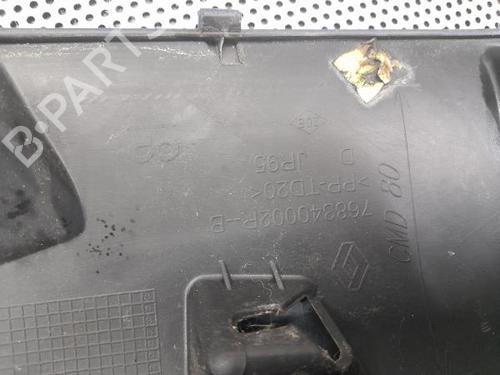 768340002R--B
>PP-TD20<
JP95
D
CMD 80
B-PARTS